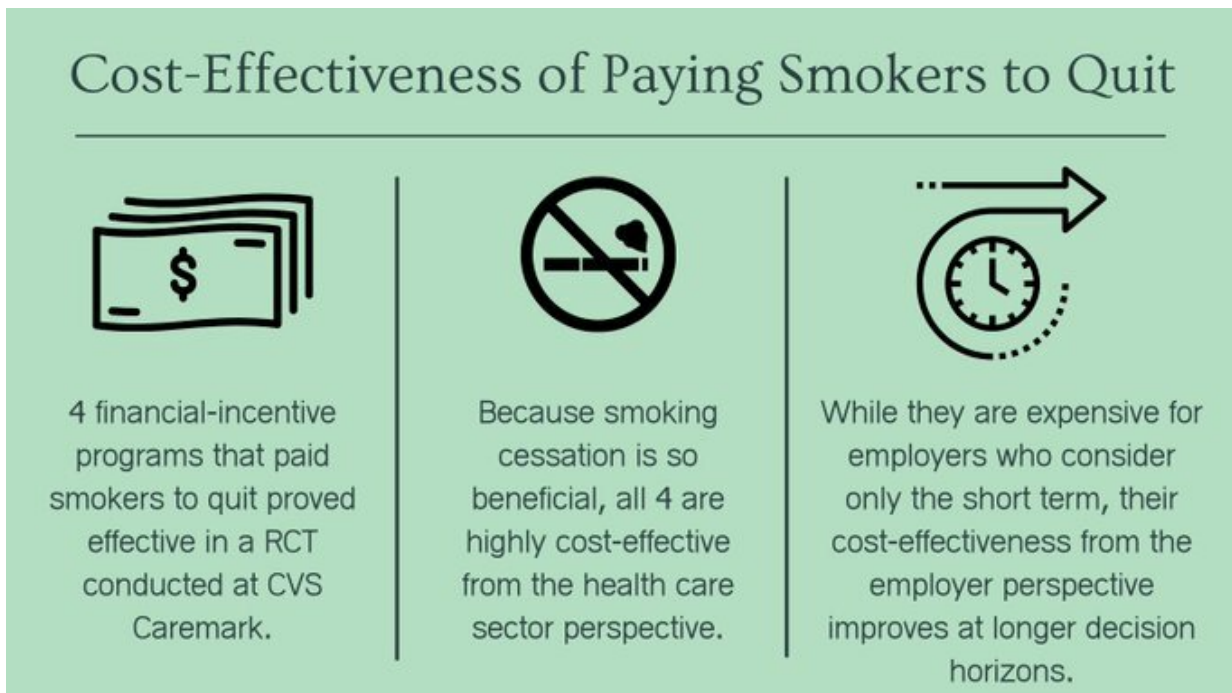 Cost-Effectiveness of Paying Smokers to Quit
$
4 financial-incentive
programs that paid
smokers to quit proved
effective in a RCT
conducted at CVS
Caremark.
Because smoking
cessation is so
beneficial, all 4 are
highly cost-effective
from the health care
sector perspective.
While they are expensive for
employers who consider
only the short term, their
cost-effectiveness from the
employer perspective
improves at longer decision
horizons.